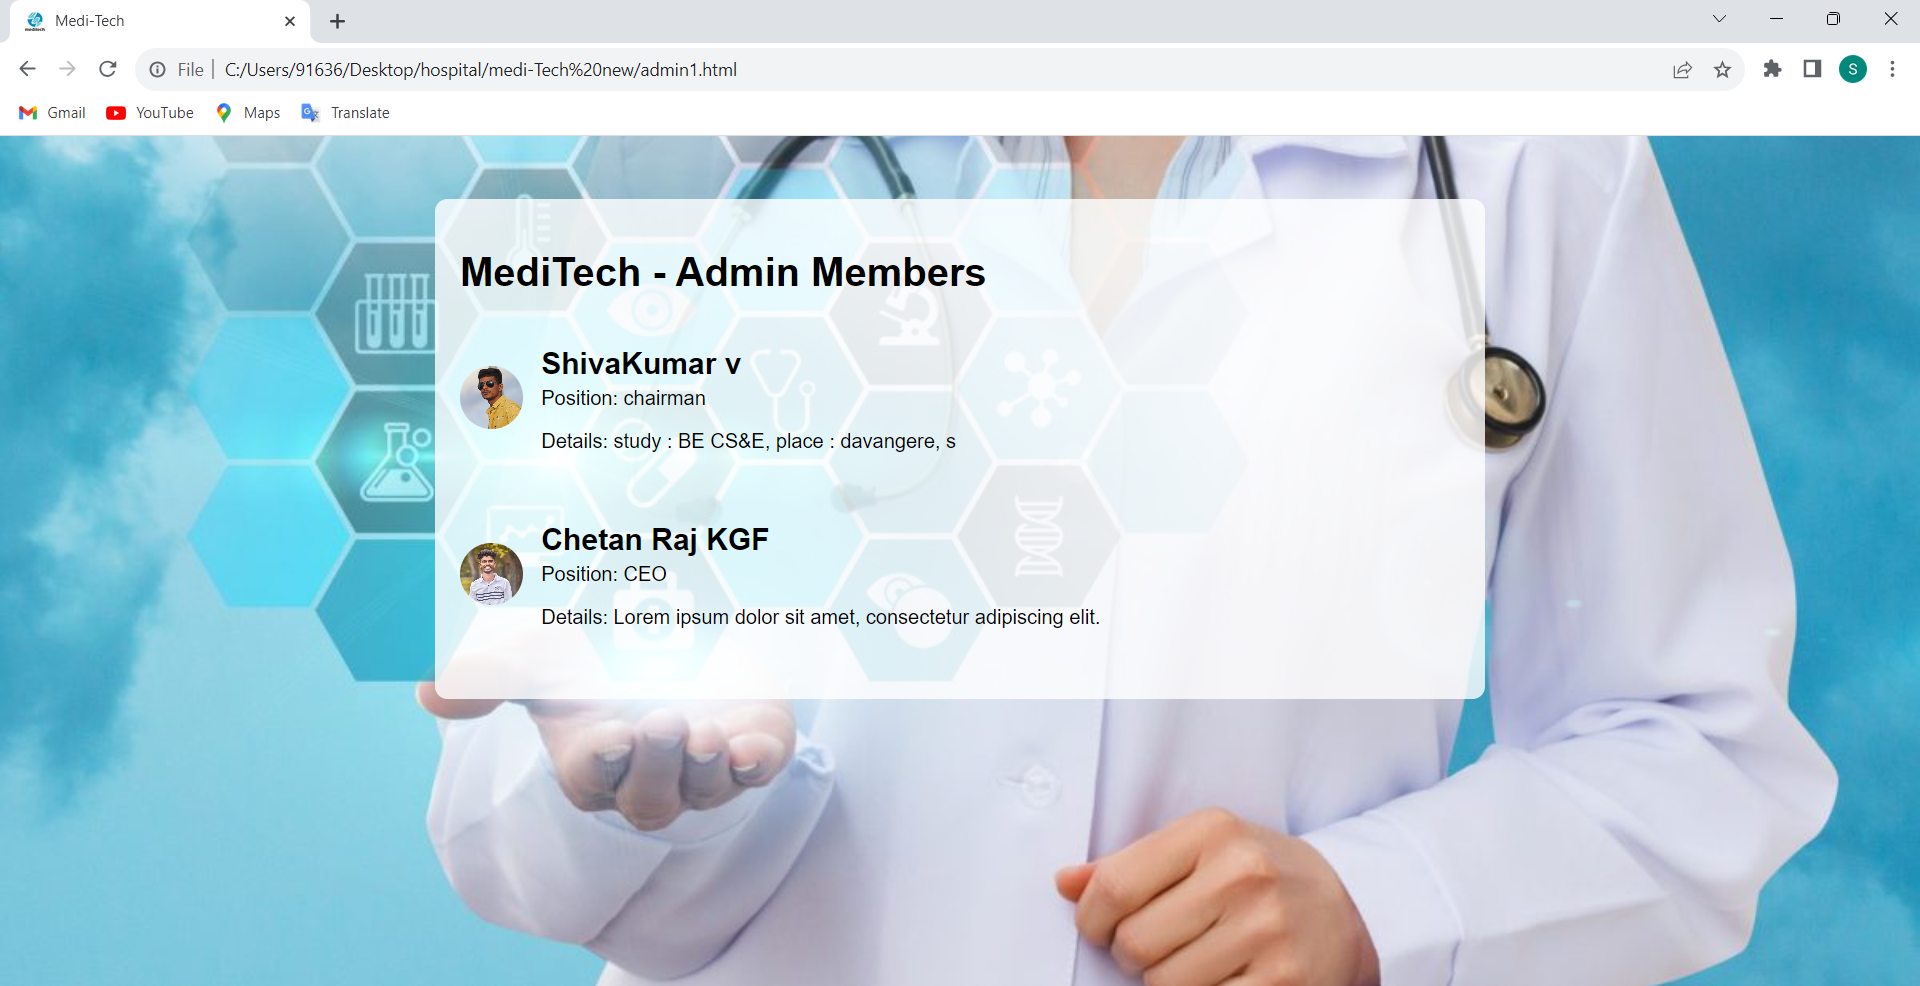 Medi-Tech
File C:/Users/91636/Desktop/hospital/medi-Tech%20new/admin1.html
S
Gmail YouTube Maps Translate
MediTech - Admin Members
ShivaKumar v
Position: chairman
Details: study : BE CS&E, place : davangere, s
Chetan Raj KGF
Position: CEO
Details: Lorem ipsum dolor sit amet, consectetur adipiscing elit.